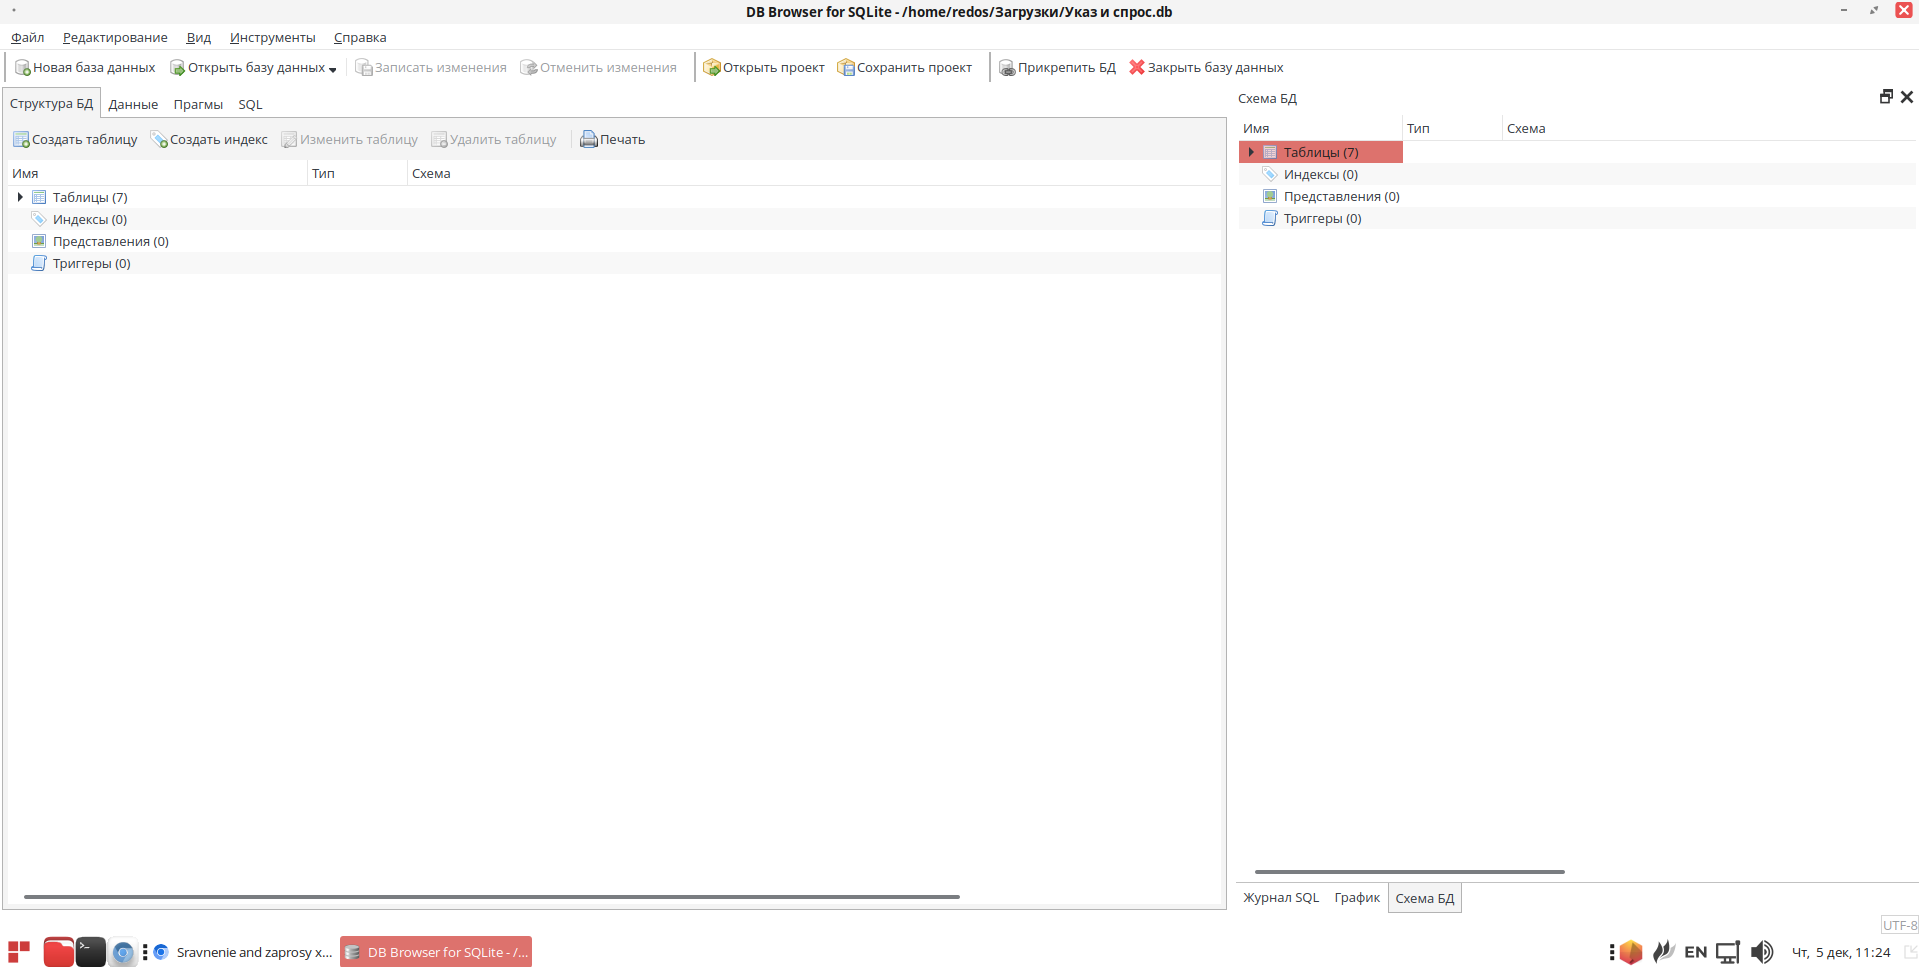 DB Browser for SQLite - /home/redos/Загрузки/Указ и спрос.db
Файл Редактирование Вид Инструменты Справка
Новая база данных Открыть базу данных Записать изменения Отменить изменения Открыть проект Сохранить проект Прикрепить БД Закрыть базу данных
Структура БД Данные Прагмы SQL
Создать таблицу Создать индекс Изменить таблицу Удалить таблицу Печать
Имя Тип Схема
Таблицы (7)
Индексы (0)
Представления (0)
Триггеры (0)
Схема БД
Имя Тип Схема
Таблицы (7)
Индексы (0)
Представления (0)
Триггеры (0)
Журнал SQL График Схема БД
UTF-8
Sravnenie and zaprosy x... DB Browser for SQLite - /... EN Чт, 5 дек, 11:24